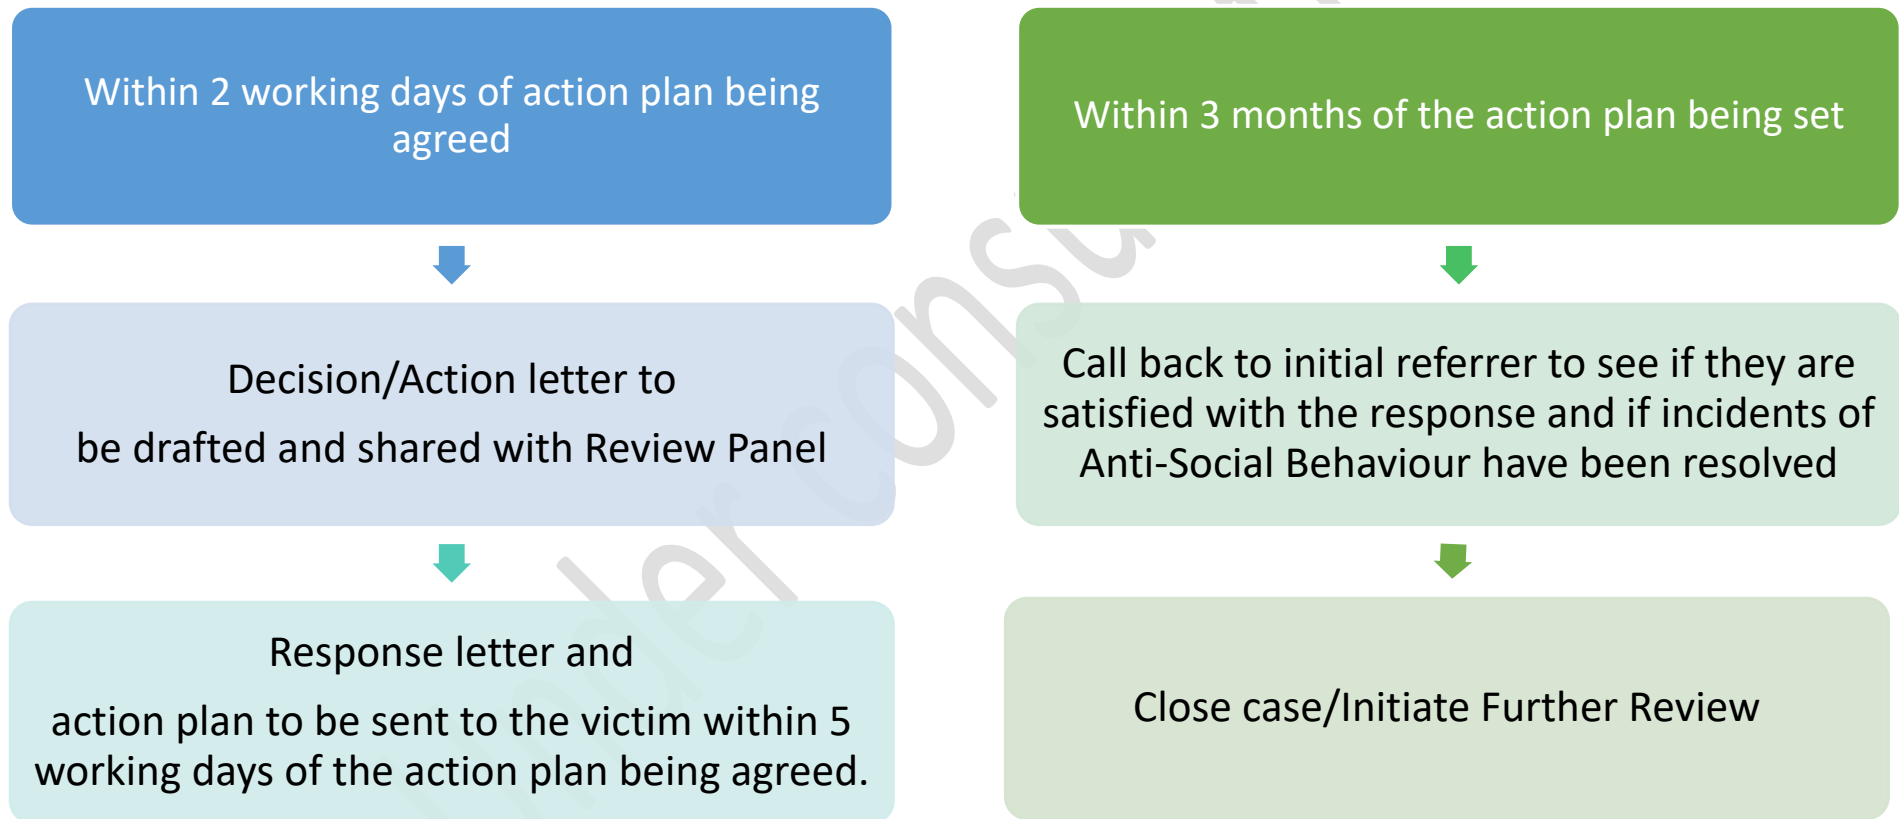 Within 2 working days of action plan being
agreed
Decision/Action letter to
be drafted and shared with Review Panel
Response letter and
action plan to be sent to the victim within 5
working days of the action plan being agreed.
Within 3 months of the action plan being set
Call back to initial referrer to see if they are
satisfied with the response and if incidents of
Anti-Social Behaviour have been resolved
Close case/Initiate Further Review
Under